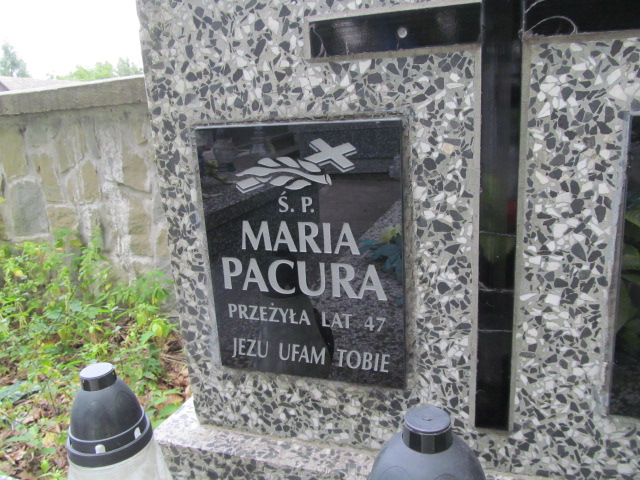 Ś. P.
MARIA
PACURA
PRZEŻYŁA LAT 47
JEZU UFAM TOBIE